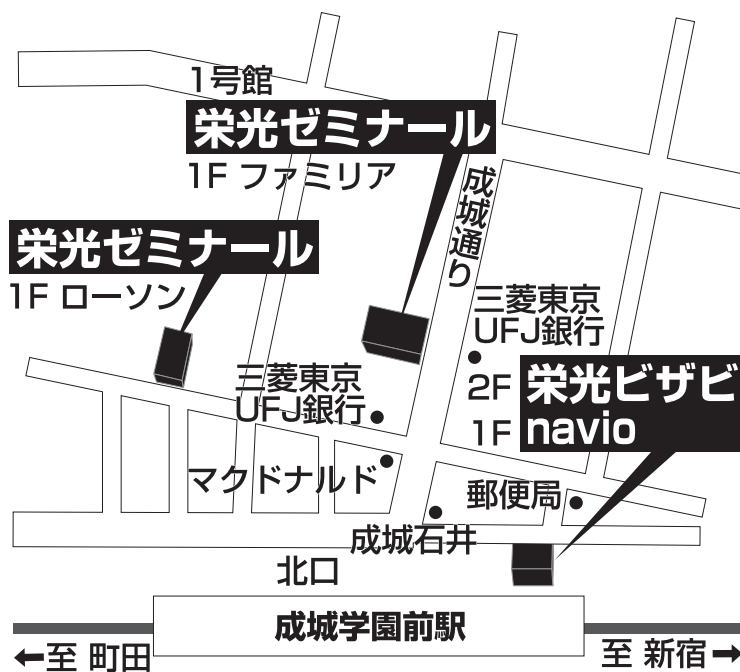 1号館
栄光ゼミナール
1F ファミリア
成城通り
栄光ゼミナール
1F ローソン
三菱東京
UFJ銀行
三菱東京
UFJ銀行
2F 栄光ビザビ
1F navio
マクドナルド
郵便局
成城石井
北口
成城学園前駅
←至 町田
至 新宿→